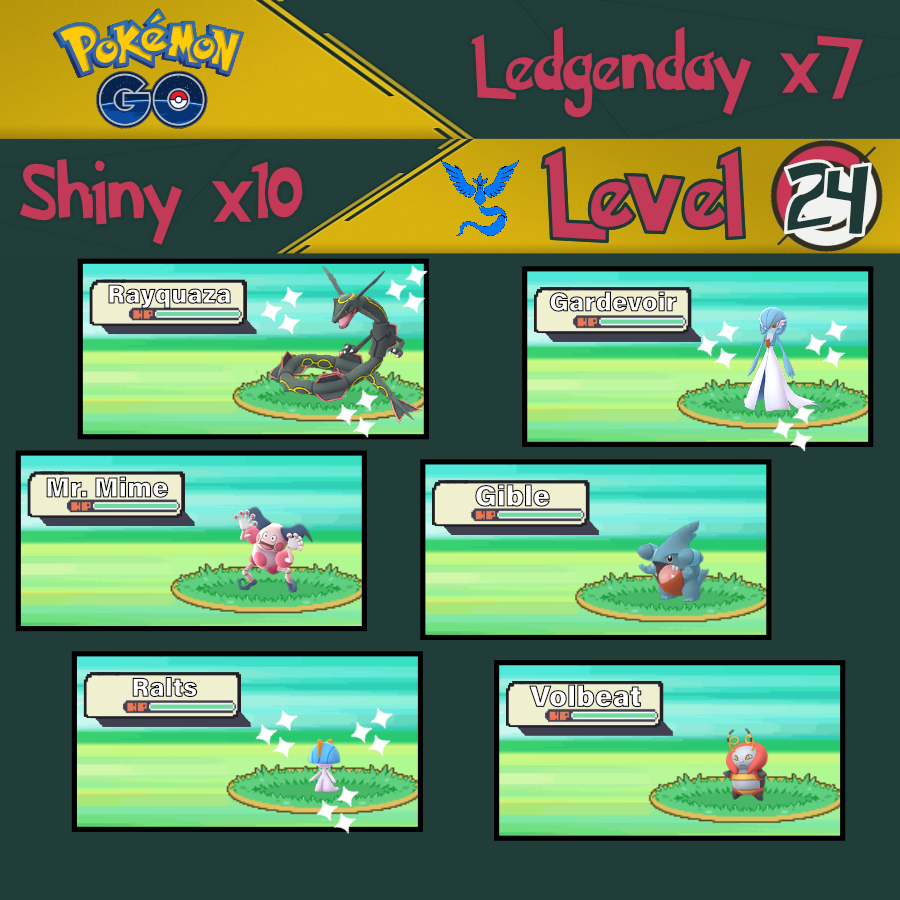 POKÉMON
GO
Ledgenday x7
Shiny x10
Level 24
Rayquaza
HP
Gardevoir
HP
Mr. Mime
HP
Gible
HP
Ralts
HP
Volbeat
HP